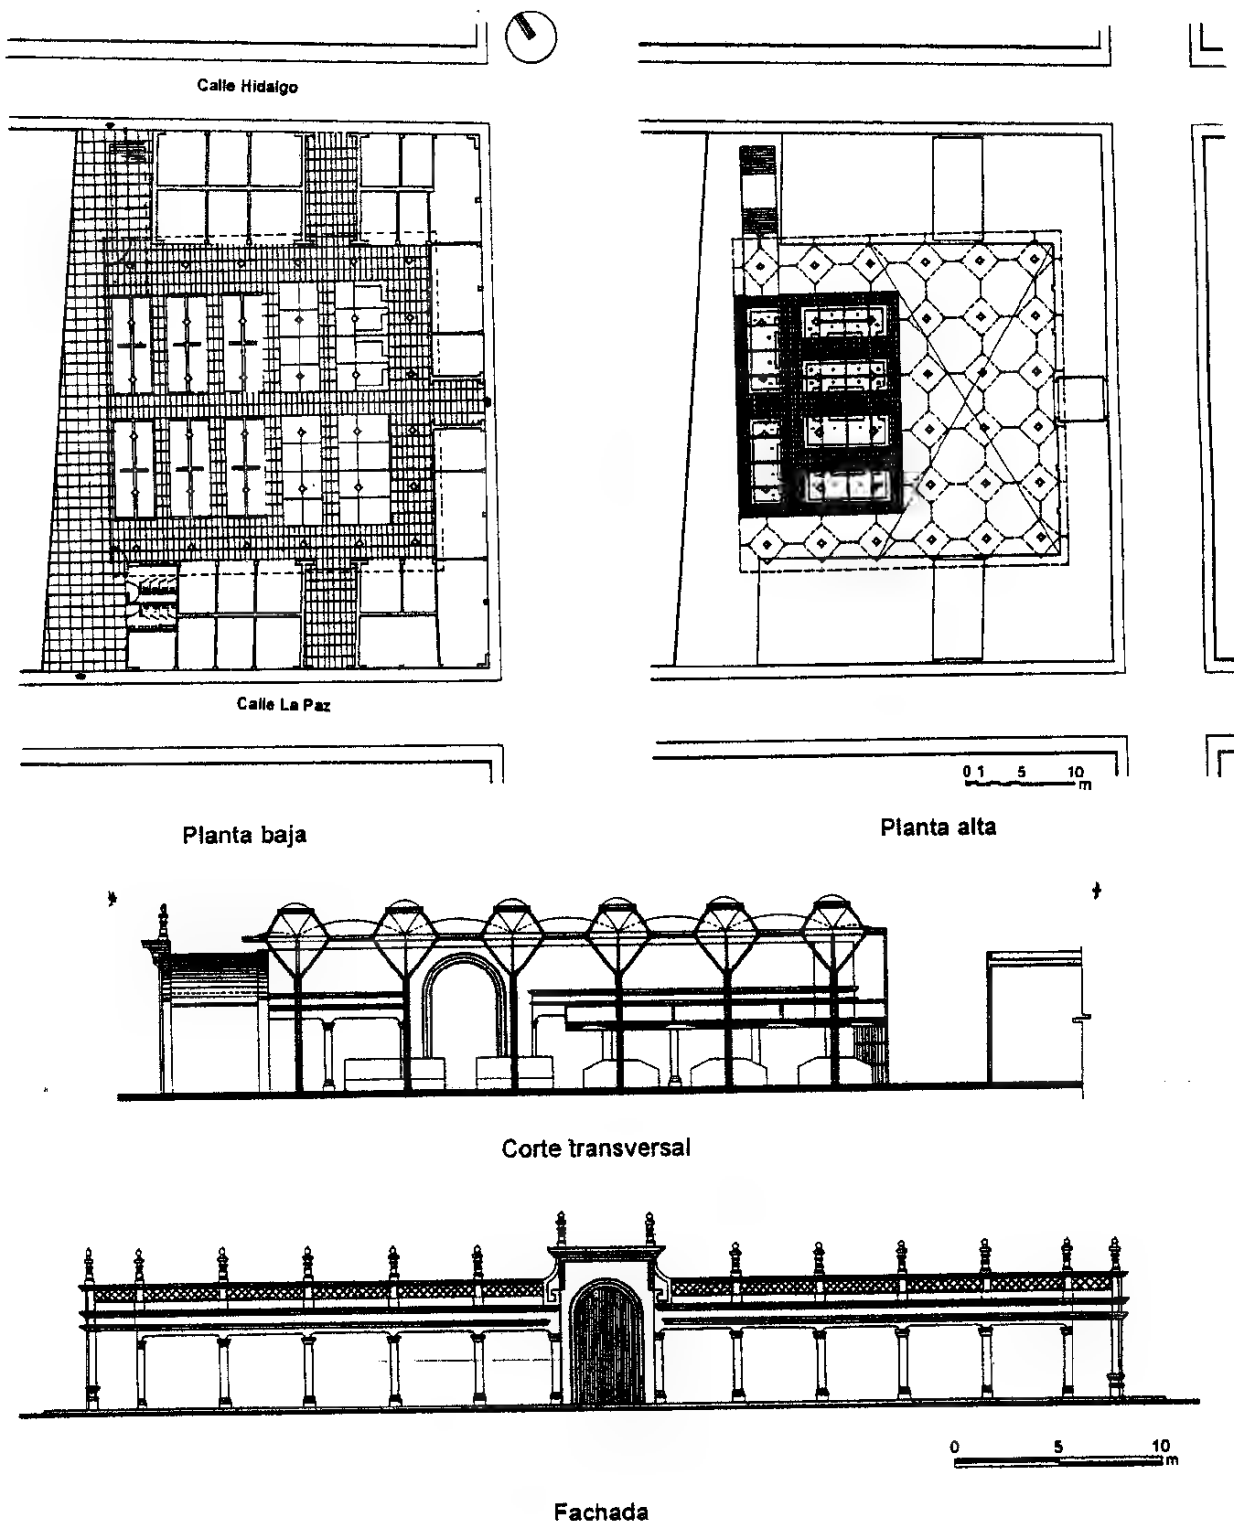 Calle Hidalgo
Calle La Paz
0 1 5 10
m
Planta baja
Planta alta
Corte transversal
0 5 10
m
Fachada